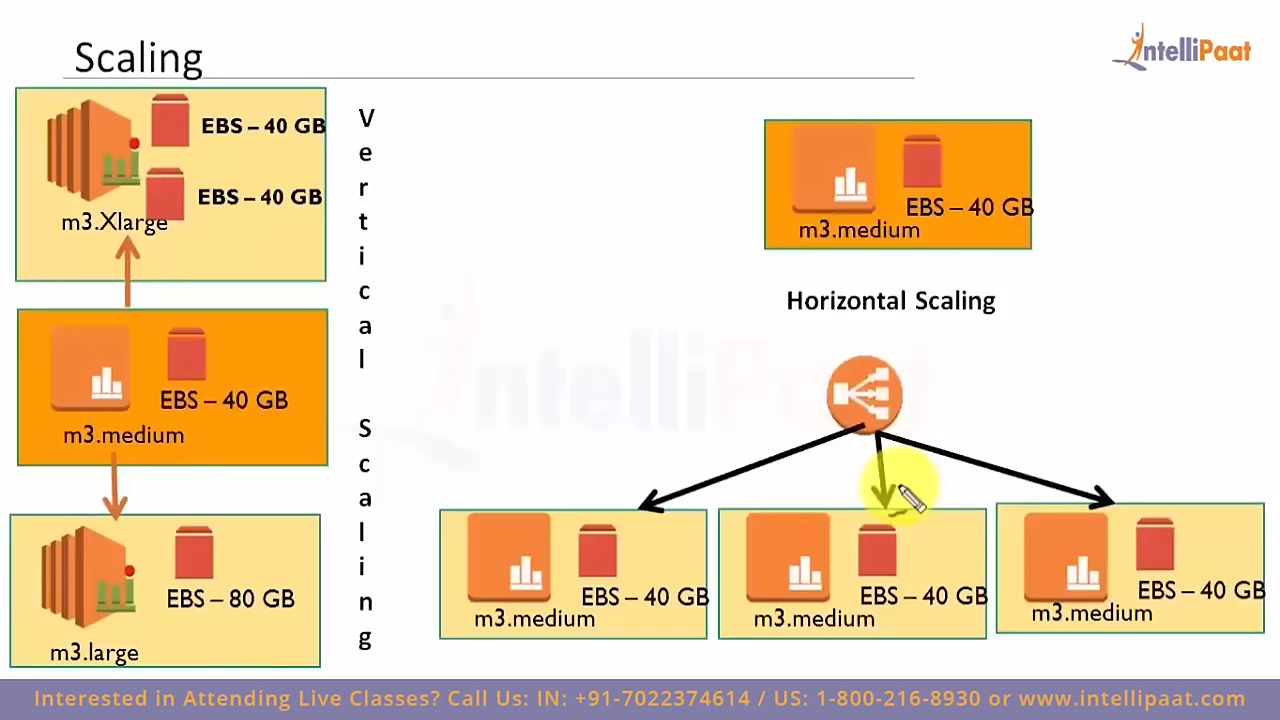 Scaling
IntelliPaat
EBS – 40 GB
EBS – 40 GB
m3.Xlarge
EBS – 40 GB
m3.medium
EBS – 80 GB
m3.large
Vertical Scaling
EBS – 40 GB
m3.medium
Horizontal Scaling
IntelliPaat
EBS – 40 GB
m3.medium
EBS – 40 GB
m3.medium
EBS – 40 GB
m3.medium
Interested in Attending Live Classes? Call Us: IN: +91-7022374614 / US: 1-800-216-8930 or www.intellipaat.com